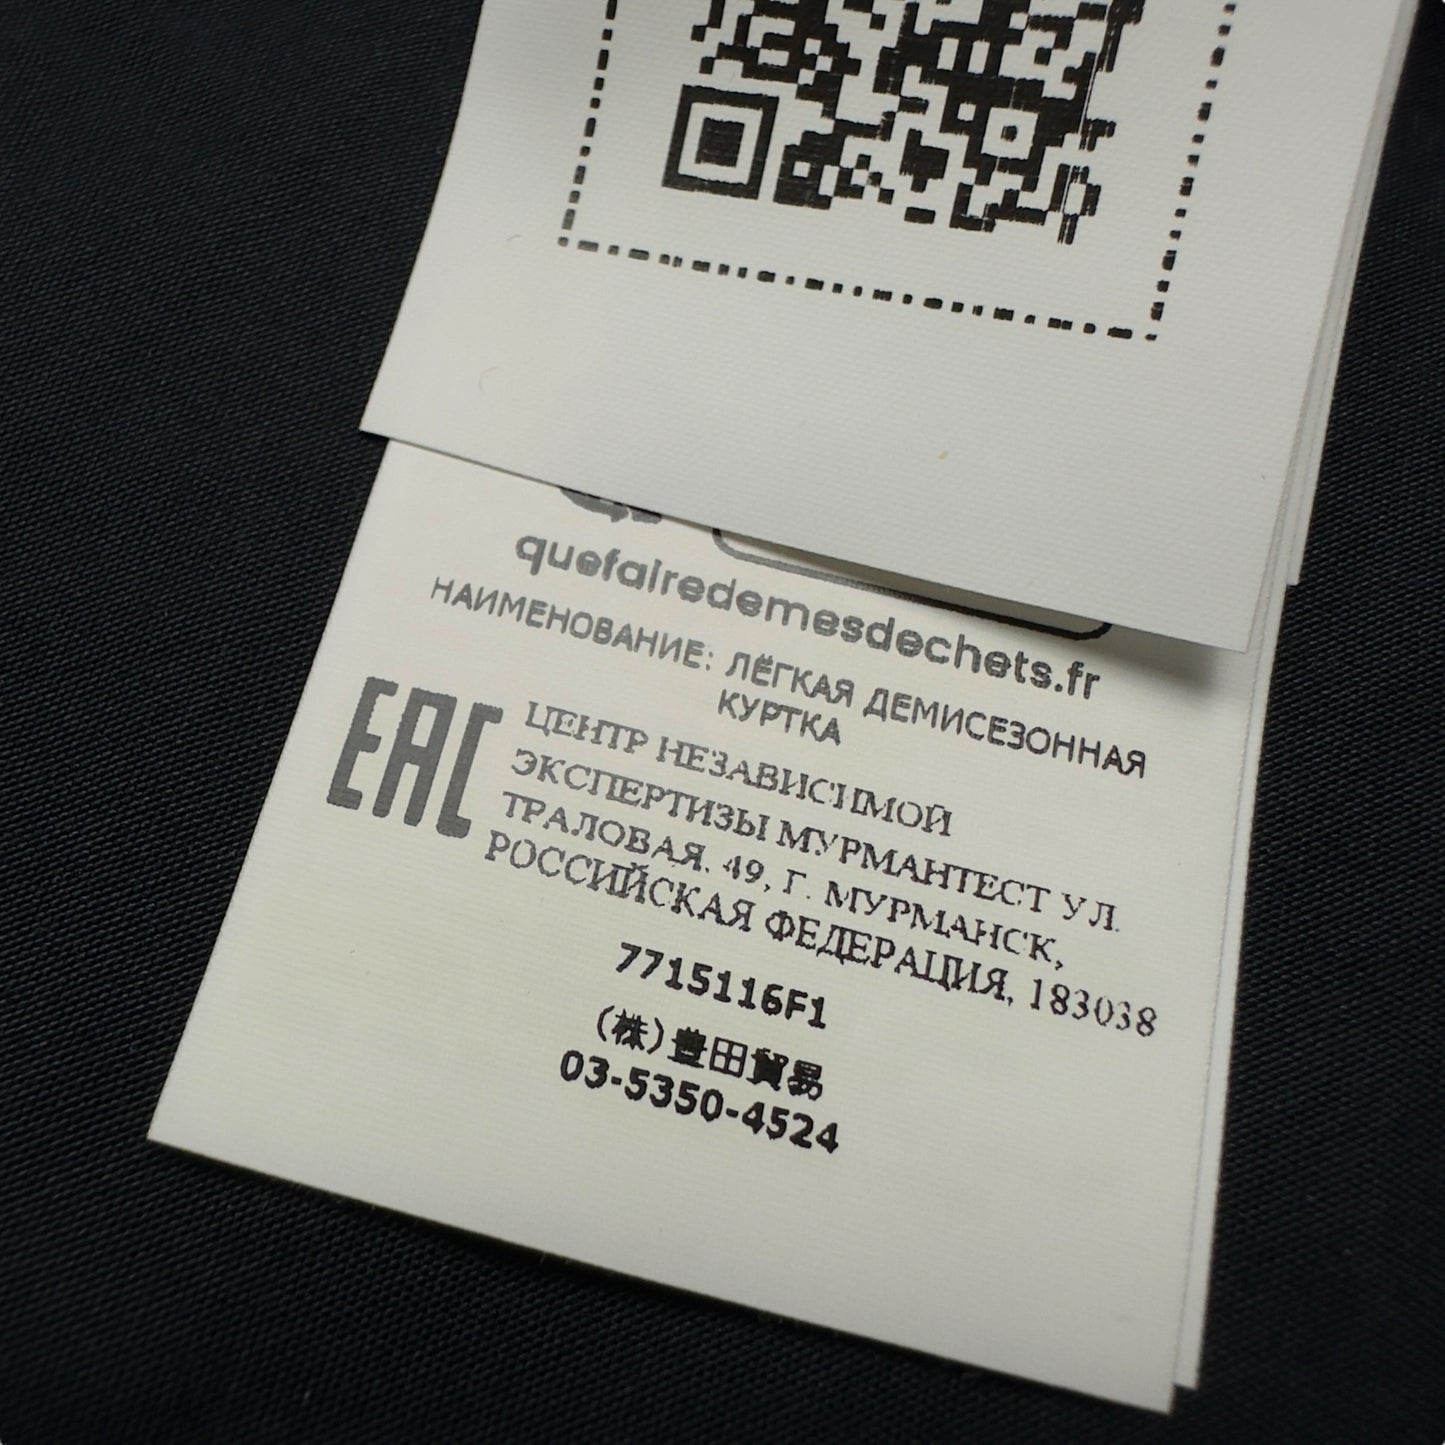 quefairedemesdechets.fr
НАИМЕНОВАНИЕ: ЛЁГКАЯ ДЕМИСЕЗОННАЯ
КУРТКА
EAC
ЦЕНТР НЕЗАВИСИМОЙ
ЭКСПЕРТИЗЫ МУРМАНТЕСТ УЛ.
ТРАЛОВАЯ. 49, Г. МУРМАНСК,
РОССИЙСКАЯ ФЕДЕРАЦИЯ, 183038
7715116F1
(株)豊田貿易
03-5350-4524